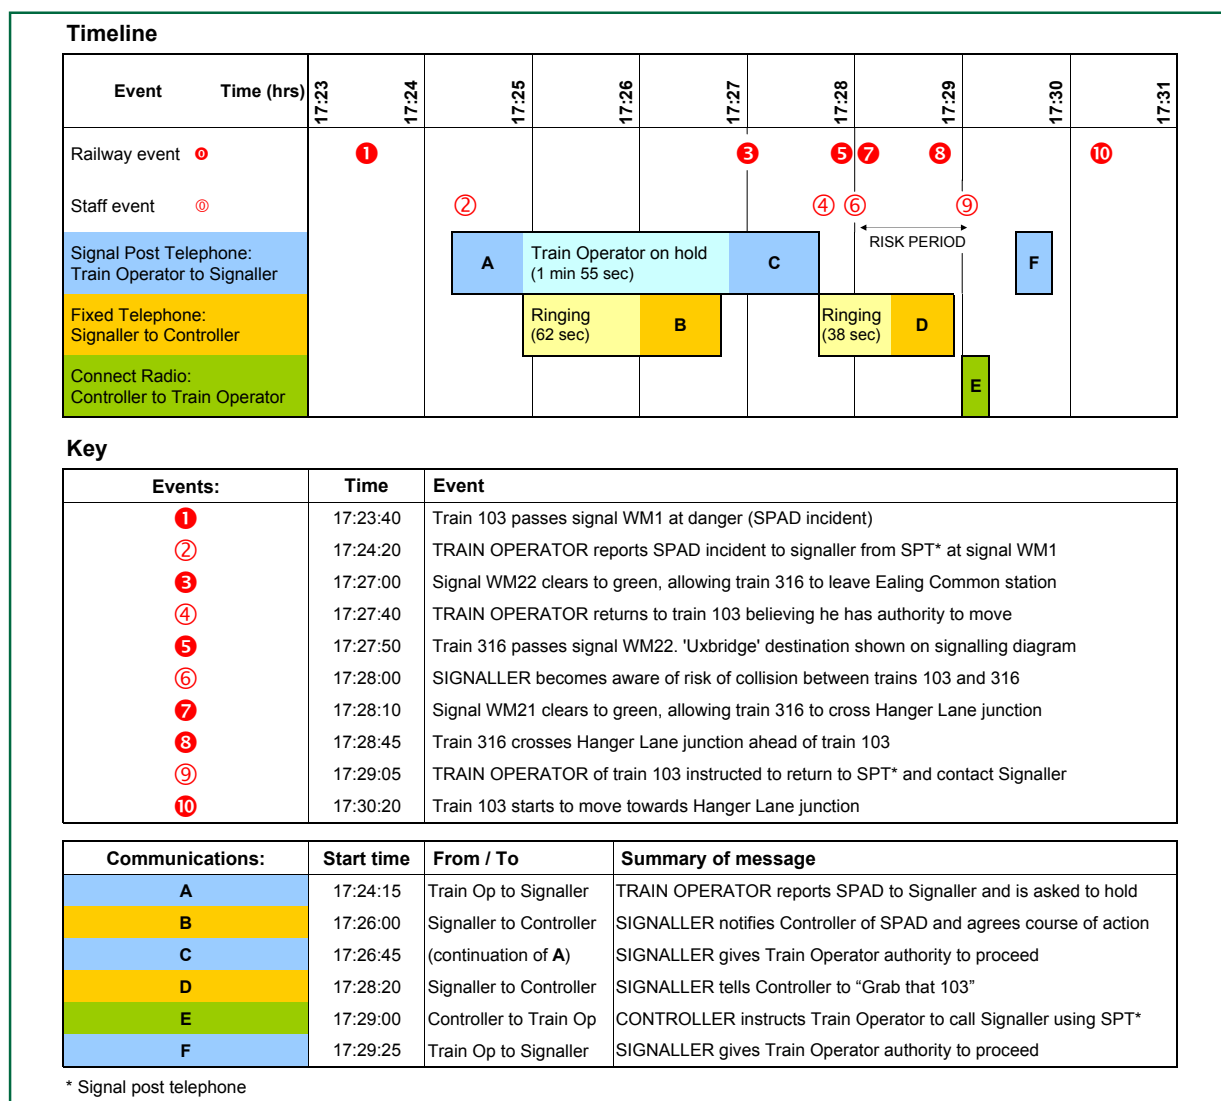 Timeline
Event Time (hrs) 17:23 17:24 17:25 17:26 17:27 17:28 17:29 17:30 17:31
Railway event 0 1 3 5 7 8 10
Staff event 0 2 4 6 9
RISK PERIOD
Signal Post Telephone:
Train Operator to Signaller
A
Train Operator on hold
(1 min 55 sec)
C
F
Fixed Telephone:
Signaller to Controller
Ringing
(62 sec)
B
Ringing
(38 sec)
D
Connect Radio:
Controller to Train Operator
E
Key
Events: Time Event
1 17:23:40 Train 103 passes signal WM1 at danger (SPAD incident)
2 17:24:20 TRAIN OPERATOR reports SPAD incident to signaller from SPT* at signal WM1
3 17:27:00 Signal WM22 clears to green, allowing train 316 to leave Ealing Common station
4 17:27:40 TRAIN OPERATOR returns to train 103 believing he has authority to move
5 17:27:50 Train 316 passes signal WM22. 'Uxbridge' destination shown on signalling diagram
6 17:28:00 SIGNALLER becomes aware of risk of collision between trains 103 and 316
7 17:28:10 Signal WM21 clears to green, allowing train 316 to cross Hanger Lane junction
8 17:28:45 Train 316 crosses Hanger Lane junction ahead of train 103
9 17:29:05 TRAIN OPERATOR of train 103 instructed to return to SPT* and contact Signaller
10 17:30:20 Train 103 starts to move towards Hanger Lane junction
Communications: Start time From / To Summary of message
A 17:24:15 Train Op to Signaller TRAIN OPERATOR reports SPAD to Signaller and is asked to hold
B 17:26:00 Signaller to Controller SIGNALLER notifies Controller of SPAD and agrees course of action
C 17:26:45 (continuation of A) SIGNALLER gives Train Operator authority to proceed
D 17:28:20 Signaller to Controller SIGNALLER tells Controller to “Grab that 103”
E 17:29:00 Controller to Train Op CONTROLLER instructs Train Operator to call Signaller using SPT*
F 17:29:25 Train Op to Signaller SIGNALLER gives Train Operator authority to proceed
* Signal post telephone